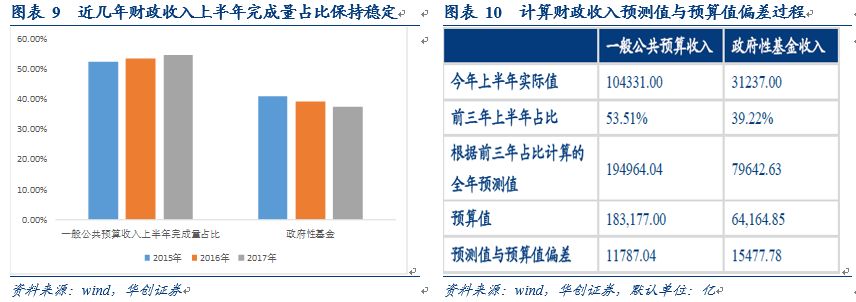 图表 9 近几年财政收入上半年完成量占比保持稳定
60.00%
50.00%
40.00%
30.00%
20.00%
10.00%
0.00%
一般公共预算收入上半年完成量占比 政府性基金
2015年 2016年 2017年
资料来源：wind，华创证券
图表 10 计算财政收入预测值与预算值偏差过程
一般公共预算收入 政府性基金收入
今年上半年实际值 104331.00 31237.00
前三年上半年占比 53.51% 39.22%
根据前三年占比计算的
全年预测值 194964.04 79642.63
预算值 183,177.00 64,164.85
预测值与预算值偏差 11787.04 15477.78
资料来源：wind，华创证券，默认单位：亿